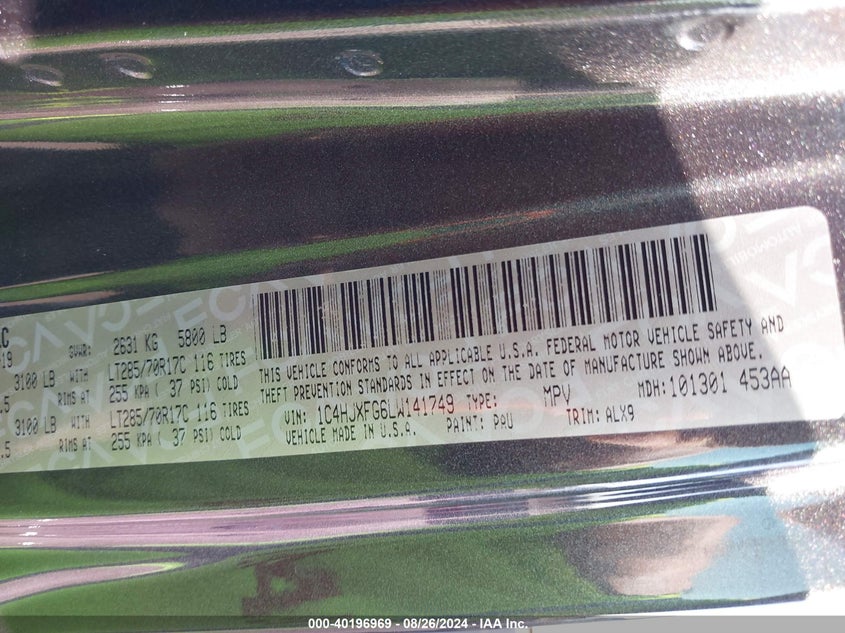 LC
19 GVWR: 2631 KG 5800 LB
3100 LB WITH LT285/70R17C 116 TIRES
.5 RIMS AT 255 KPA ( 37 PSI) COLD
3100 LB WITH LT285/70R17C 116 TIRES
.5 RIMS AT 255 KPA ( 37 PSI) COLD
THIS VEHICLE CONFORMS TO ALL APPLICABLE U.S.A. FEDERAL MOTOR VEHICLE SAFETY AND
THEFT PREVENTION STANDARDS IN EFFECT ON THE DATE OF MANUFACTURE SHOWN ABOVE.
VIN: 1C4HJXFG6LW141749 TYPE: MPV MDH: 101301 453AA
VEHICLE MADE IN U.S.A. PAINT: PAU TRIM: ALX9
000-40196969 | 08/26/2024 - IAA Inc.